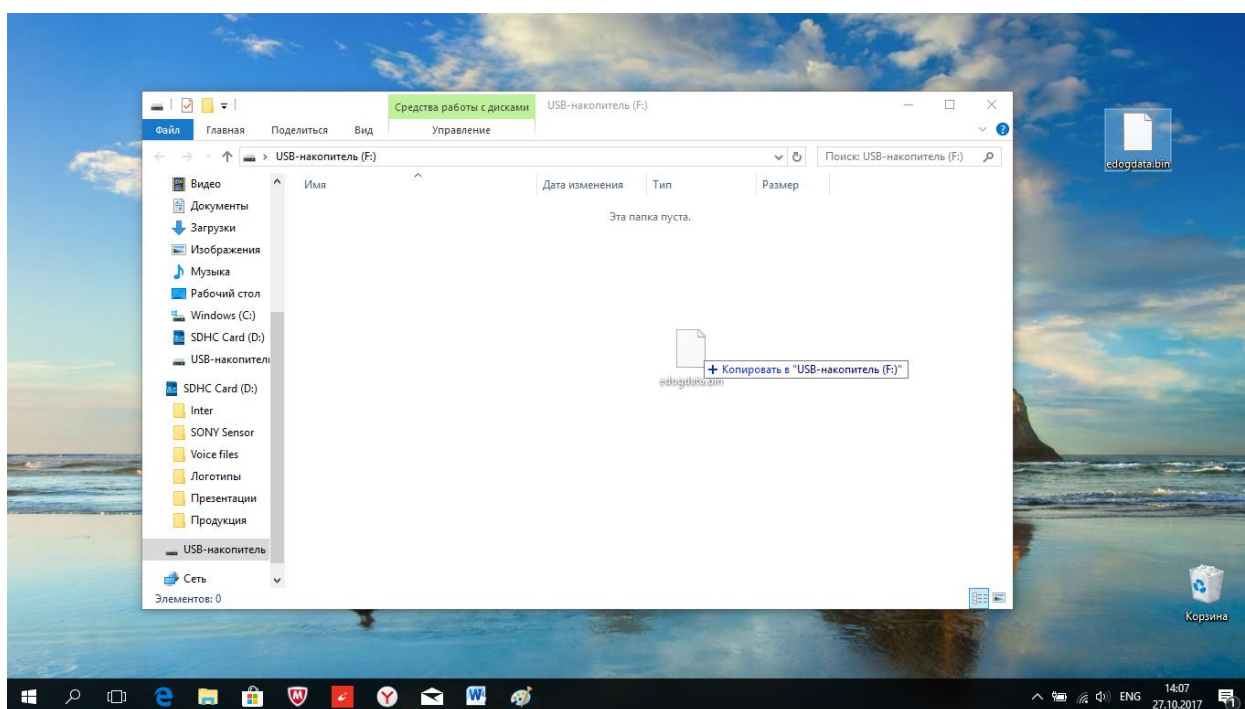 Средства работы с дисками
USB-накопитель (F:)
Файл
Главная
Поделиться
Вид
Управление
USB-накопитель (F:)
Поиск: USB-накопитель (F:)
edogdata.bin
Видео
Документы
Загрузки
Изображения
Музыка
Рабочий стол
Windows (C:)
SDHC Card (D:)
USB-накопитель
SDHC Card (D:)
Inter
SONY Sensor
Voice files
Логотипы
Презентации
Продукция
USB-накопитель
Сеть
Имя
Дата изменения
Тип
Размер
Эта папка пуста.
+ Копировать в "USB-накопитель (F:)"
edogdata.bin
Элементов: 0
Корзина
ENG
14:07
27.10.2017